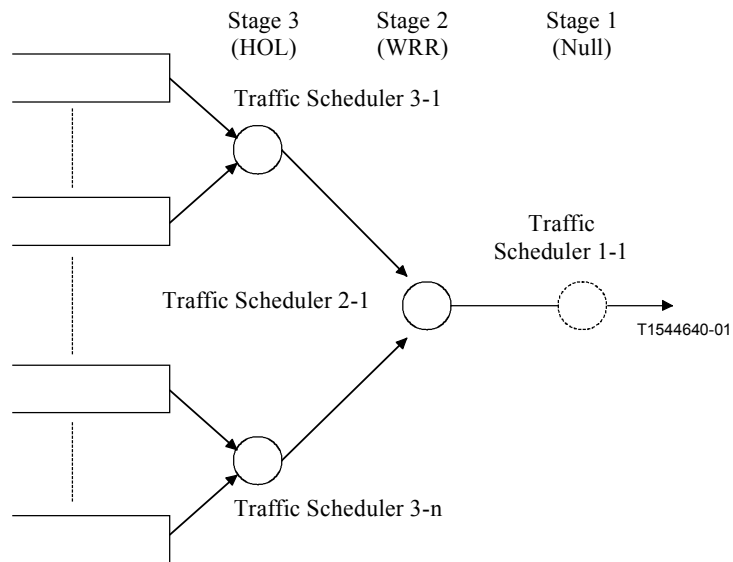 Stage 3
(HOL)
Stage 2
(WRR)
Stage 1
(Null)
Traffic Scheduler 3-1
Traffic
Scheduler 1-1
Traffic Scheduler 2-1
T1544640-01
Traffic Scheduler 3-n